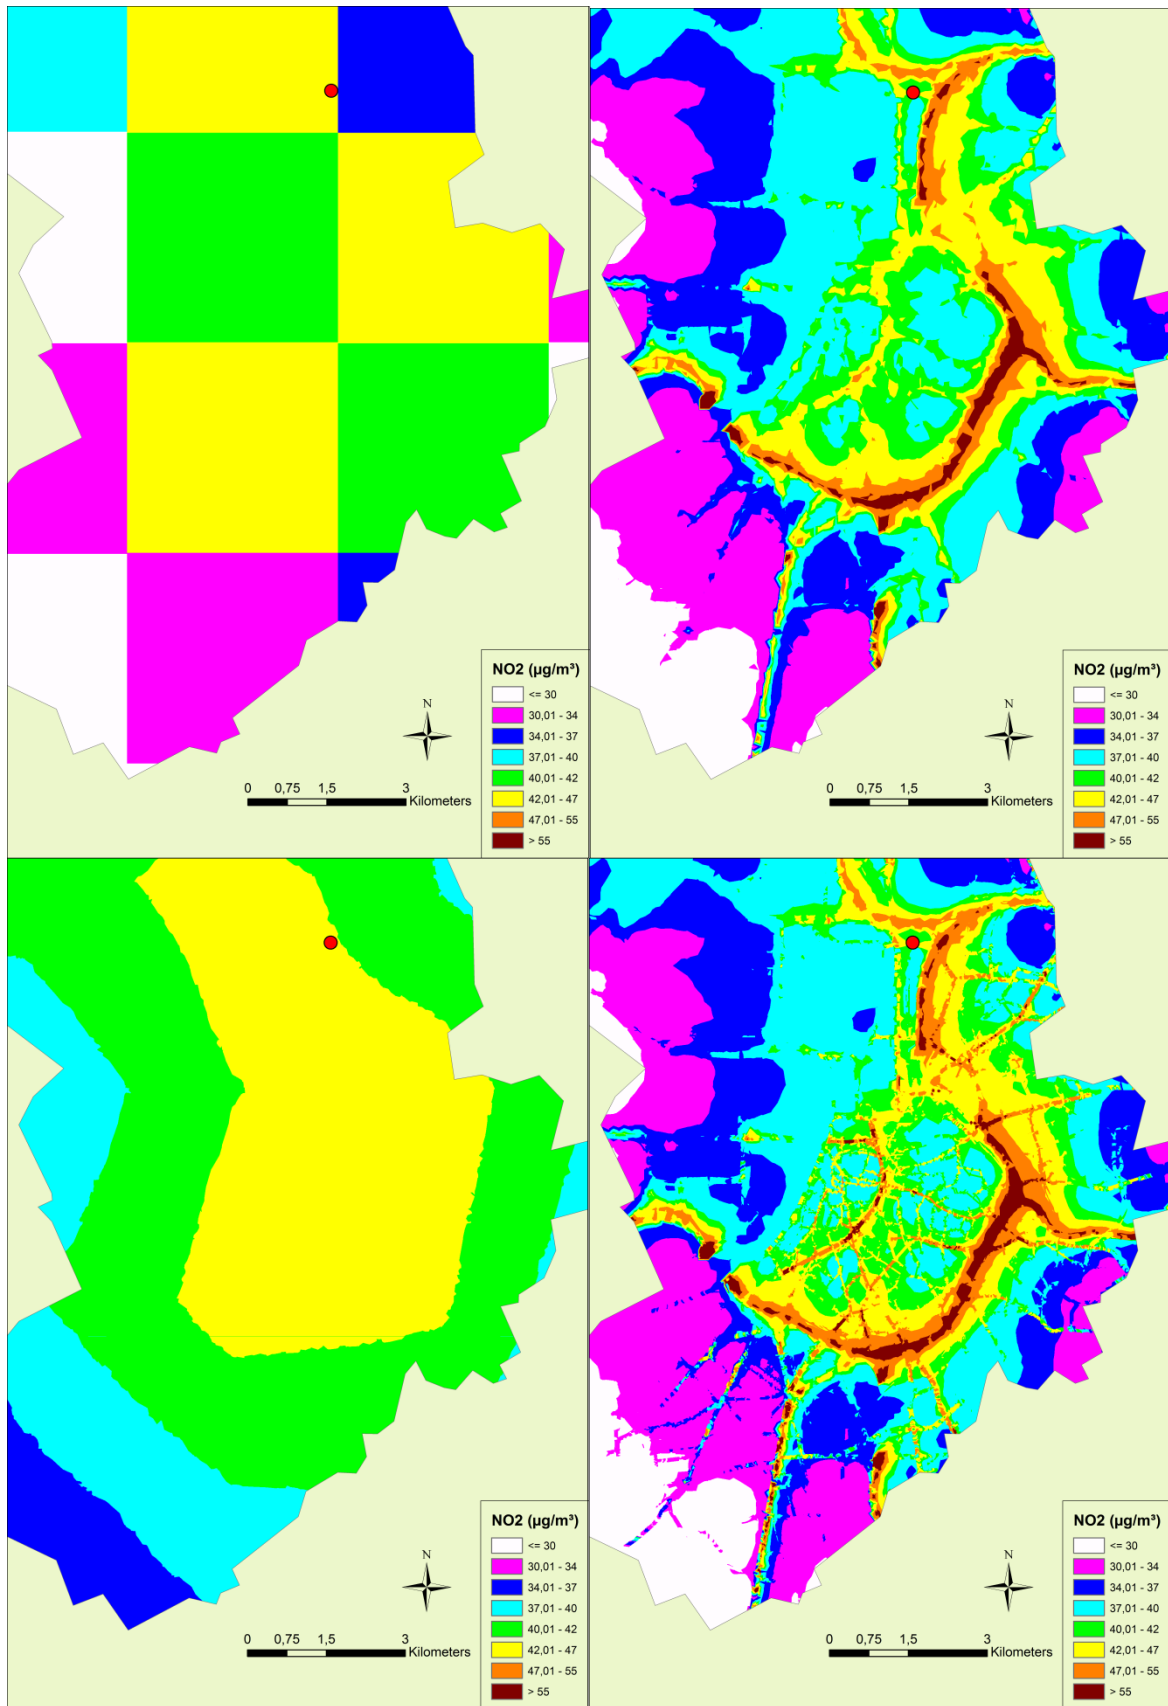 NO2 (µg/m³)
<= 30
30,01 - 34
34,01 - 37
37,01 - 40
40,01 - 42
42,01 - 47
47,01 - 55
> 55
N
0 0,75 1,5 3
Kilometers
NO2 (µg/m³)
<= 30
30,01 - 34
34,01 - 37
37,01 - 40
40,01 - 42
42,01 - 47
47,01 - 55
> 55
N
0 0,75 1,5 3
Kilometers
NO2 (µg/m³)
<= 30
30,01 - 34
34,01 - 37
37,01 - 40
40,01 - 42
42,01 - 47
47,01 - 55
> 55
N
0 0,75 1,5 3
Kilometers
NO2 (µg/m³)
<= 30
30,01 - 34
34,01 - 37
37,01 - 40
40,01 - 42
42,01 - 47
47,01 - 55
> 55
N
0 0,75 1,5 3
Kilometers